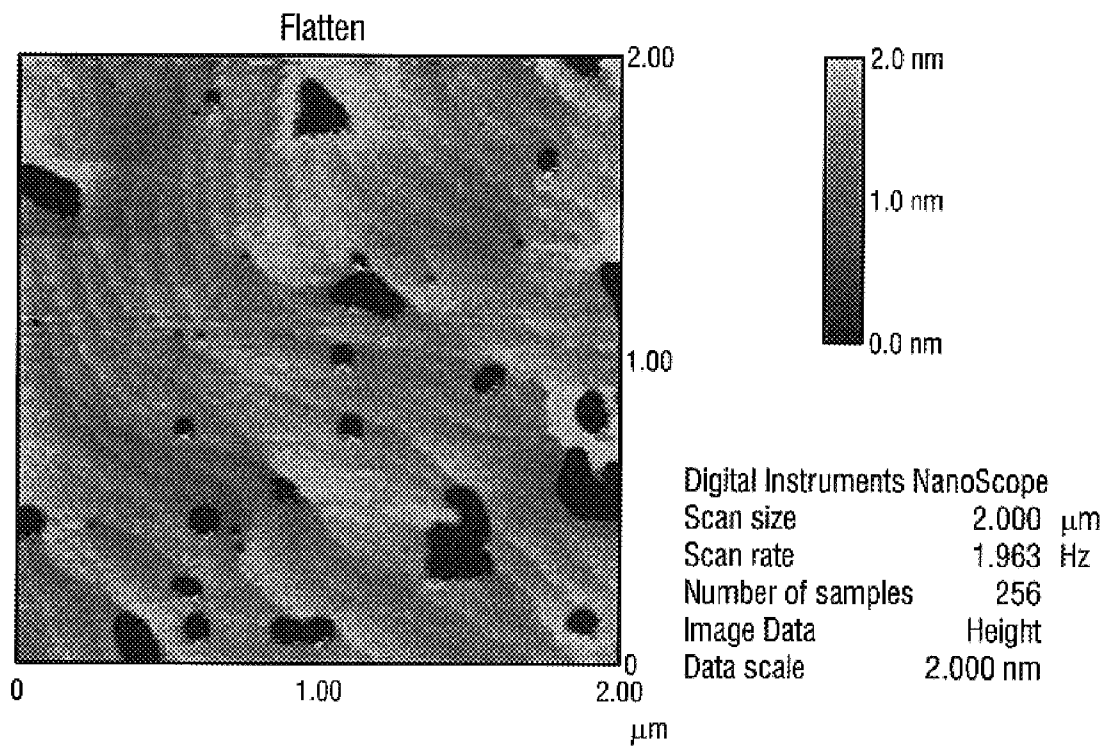 Flatten
2.00
1.00
0
0 1.00 2.00
μm
2.0 nm
1.0 nm
0.0 nm
Digital Instruments NanoScope
Scan size 2.000 μm
Scan rate 1.963 Hz
Number of samples 256
Image Data Height
Data scale 2.000 nm